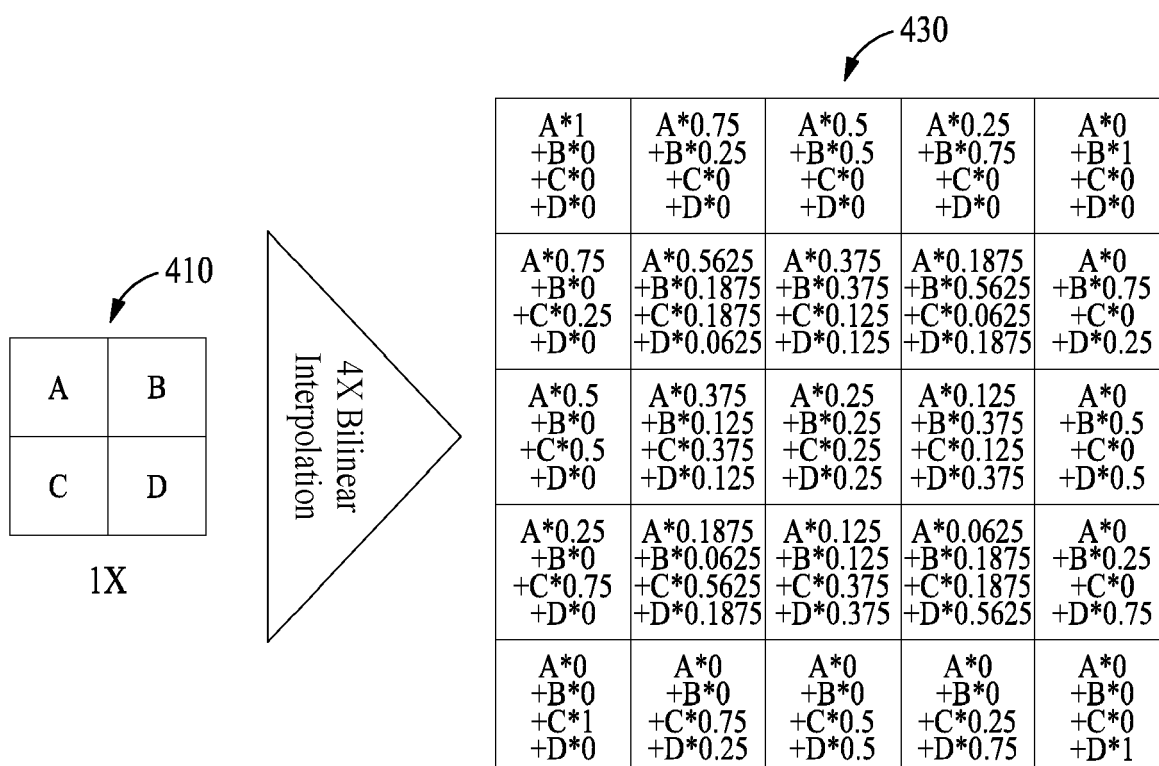 430
410
A B
C D
1X
4X Bilinear
Interpolation
A*1 A*0.75 A*0.5 A*0.25 A*0
+B*0 +B*0.25 +B*0.5 +B*0.75 +B*1
+C*0 +C*0 +C*0 +C*0 +C*0
+D*0 +D*0 +D*0 +D*0 +D*0
A*0.75 A*0.5625 A*0.375 A*0.1875 A*0
+B*0 +B*0.1875 +B*0.375 +B*0.5625 +B*0.75
+C*0.25 +C*0.1875 +C*0.125 +C*0.0625 +C*0
+D*0 +D*0.0625 +D*0.125 +D*0.1875 +D*0.25
A*0.5 A*0.375 A*0.25 A*0.125 A*0
+B*0 +B*0.125 +B*0.25 +B*0.375 +B*0.5
+C*0.5 +C*0.375 +C*0.25 +C*0.125 +C*0
+D*0 +D*0.125 +D*0.25 +D*0.375 +D*0.5
A*0.25 A*0.1875 A*0.125 A*0.0625 A*0
+B*0 +B*0.0625 +B*0.125 +B*0.1875 +B*0.25
+C*0.75 +C*0.5625 +C*0.375 +C*0.1875 +C*0
+D*0 +D*0.1875 +D*0.375 +D*0.5625 +D*0.75
A*0 A*0 A*0 A*0 A*0
+B*0 +B*0 +B*0 +B*0 +B*0
+C*1 +C*0.75 +C*0.5 +C*0.25 +C*0
+D*0 +D*0.25 +D*0.5 +D*0.75 +D*1